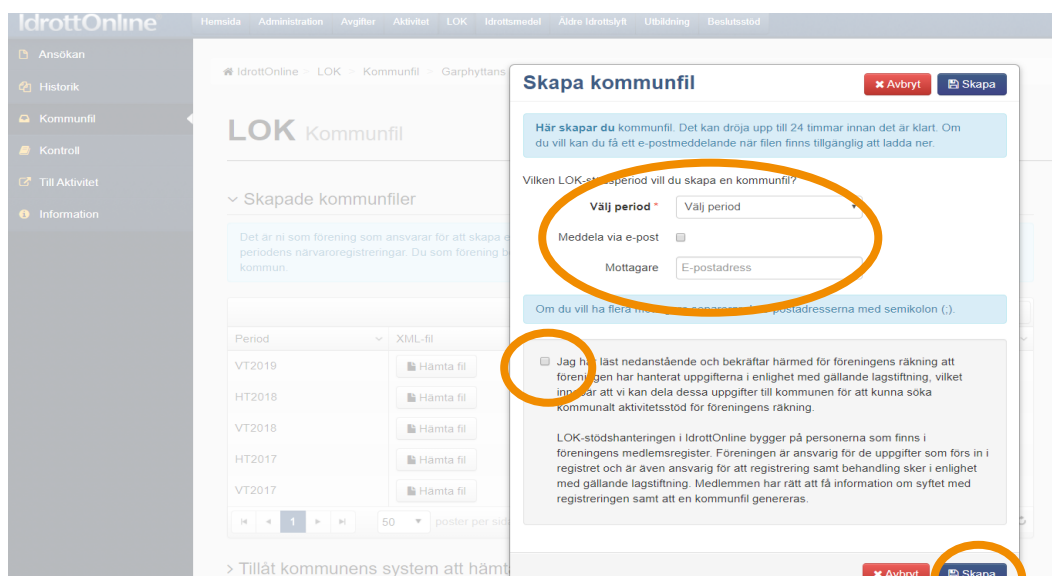 IdrottOnline
Hemsida Administration Avgifter Aktivitet LOK Idrottsmedel Äldre Idrottslyft Utbildning Beslutsstöd
Ansökan
Historik
Kommunfil
Kontroll
Till Aktivitet
Information
IdrottOnline > LOK > Kommunfil > Garphyttans
LOK Kommunfil
Skapade kommunfiler
Det är ni som förening som ansvarar för att skapa
periodens närvaroregistreringar. Du som förening
kommun.
Period XML-fil
VT2019 Hämta fil
HT2018 Hämta fil
VT2018 Hämta fil
HT2017 Hämta fil
VT2017 Hämta fil
1 50 poster per sid
> Tillåt kommunens system att hämt
Skapa kommunfil
Avbryt Skapa
Här skapar du kommunfil. Det kan dröja upp till 24 timmar innan det är klart. Om
du vill kan du få ett e-postmeddelande när filen finns tillgänglig att ladda ner.
Vilken LOK-stödsperiod vill du skapa en kommunfil?
Välj period * Välj period
Meddela via e-post
Mottagare E-postadress
Om du vill ha flera postadresserna med semikolon (;).
Jag har läst nedanstående och bekräftar härmed för föreningens räkning att
föreningen har hanterat uppgifterna i enlighet med gällande lagstiftning, vilket
innebär att vi kan dela dessa uppgifter till kommunen för att kunna söka
kommunalt aktivitetsstöd för föreningens räkning.
LOK-stödshanteringen i IdrottOnline bygger på personerna som finns i
föreningens medlemsregister. Föreningen är ansvarig för de uppgifter som förs in i
registret och är även ansvarig för att registrering samt behandling sker i enlighet
med gällande lagstiftning. Medlemmen har rätt att få information om syftet med
registreringen samt att en kommunfil genereras.
Avbryt Skapa